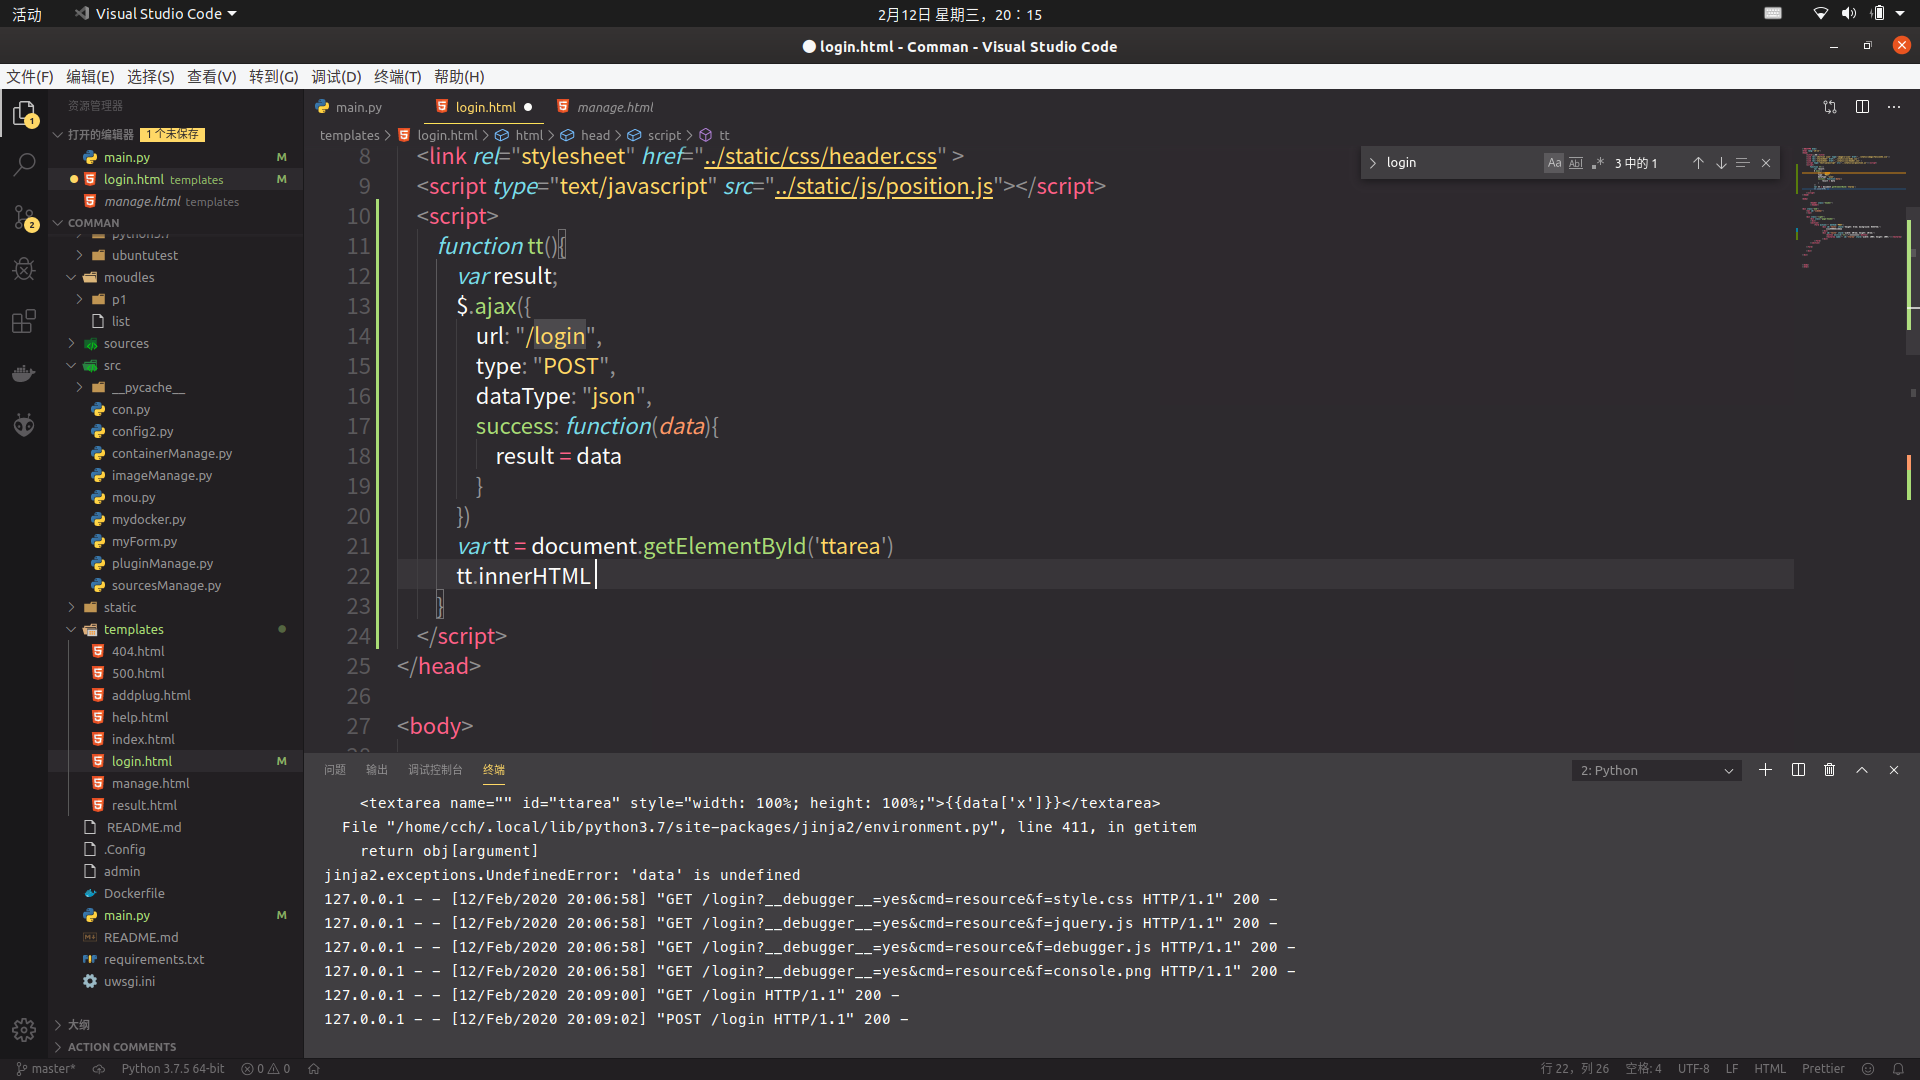 活动
Visual Studio Code
2月12日 星期三，20：15
login.html - Comman - Visual Studio Code
文件(F) 编辑(E) 选择(S) 查看(V) 转到(G) 调试(D) 终端(T) 帮助(H)
资源管理器
打开的编辑器 1 个未保存
main.py M
login.html templates M
manage.html templates
COMMAN
python3.7
ubuntutest
moudles
p1
list
sources
src
__pycache__
con.py
config2.py
containerManage.py
imageManage.py
mou.py
mydocker.py
myForm.py
pluginManage.py
sourcesManage.py
static
templates
404.html
500.html
addplug.html
help.html
index.html
login.html M
manage.html
result.html
README.md
.Config
admin
Dockerfile
main.py M
README.md
requirements.txt
uwsgi.ini
大纲
ACTION COMMENTS
1
2
main.py login.html manage.html
templates > login.html > html > head > script > tt
login Aa Abl .* 3 中的 1
8 <link rel="stylesheet" href="../static/css/header.css" >
9 <script type="text/javascript" src="../static/js/position.js"></script>
10 <script>
11 function tt(){
12 var result;
13 $.ajax({
14 url: "/login",
15 type: "POST",
16 dataType: "json",
17 success: function(data){
18 result = data
19 }
20 })
21 var tt = document.getElementById('ttarea')
22 tt.innerHTML
23 }
24 </script>
25 </head>
26
27 <body>
问题 输出 调试控制台 终端
2: Python
<textarea name="" id="ttarea" style="width: 100%; height: 100%;">{{data['x']}}</textarea>
File "/home/cch/.local/lib/python3.7/site-packages/jinja2/environment.py", line 411, in getitem
return obj[argument]
jinja2.exceptions.UndefinedError: 'data' is undefined
127.0.0.1 - - [12/Feb/2020 20:06:58] "GET /login?__debugger__=yes&cmd=resource&f=style.css HTTP/1.1" 200 -
127.0.0.1 - - [12/Feb/2020 20:06:58] "GET /login?__debugger__=yes&cmd=resource&f=jquery.js HTTP/1.1" 200 -
127.0.0.1 - - [12/Feb/2020 20:06:58] "GET /login?__debugger__=yes&cmd=resource&f=debugger.js HTTP/1.1" 200 -
127.0.0.1 - - [12/Feb/2020 20:06:58] "GET /login?__debugger__=yes&cmd=resource&f=console.png HTTP/1.1" 200 -
127.0.0.1 - - [12/Feb/2020 20:09:00] "GET /login HTTP/1.1" 200 -
127.0.0.1 - - [12/Feb/2020 20:09:02] "POST /login HTTP/1.1" 200 -
master* Python 3.7.5 64-bit 0 0
行 22，列 26 空格: 4 UTF-8 LF HTML Prettier